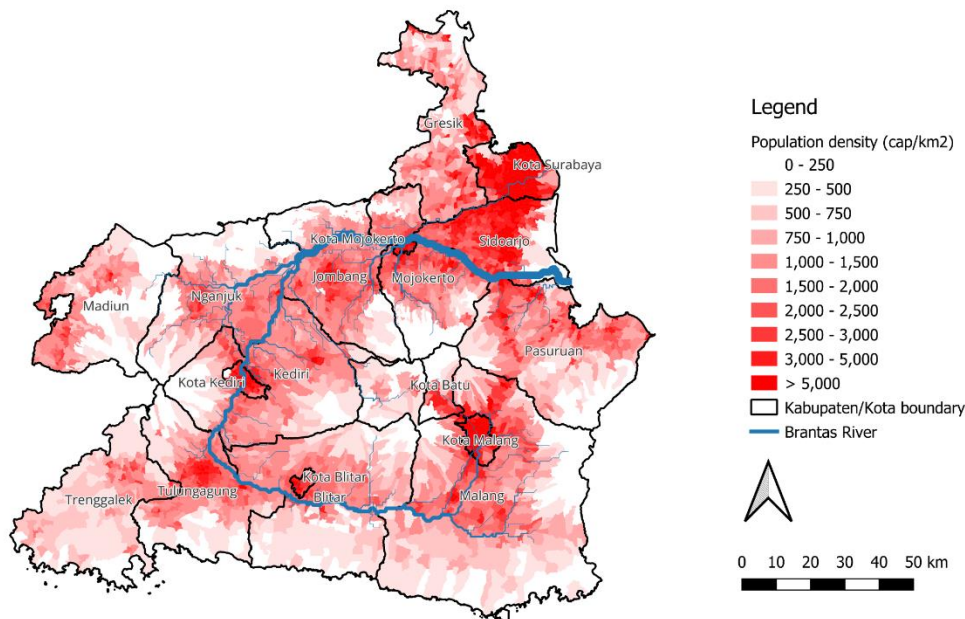 Gresik
Kota Surabaya
Kota Mojokerto
Sidoarjo
Jombang
Mojokerto
Nganjuk
Madiun
Pasuruan
Kediri
Kota Kediri
Kota Batu
Kota Malang
Kota Blitar
Tulungagung
Blitar
Malang
Trenggalek
Legend
Population density (cap/km2)
0 - 250
250 - 500
500 - 750
750 - 1,000
1,000 - 1,500
1,500 - 2,000
2,000 - 2,500
2,500 - 3,000
3,000 - 5,000
> 5,000
Kabupaten/Kota boundary
Brantas River
0 10 20 30 40 50 km